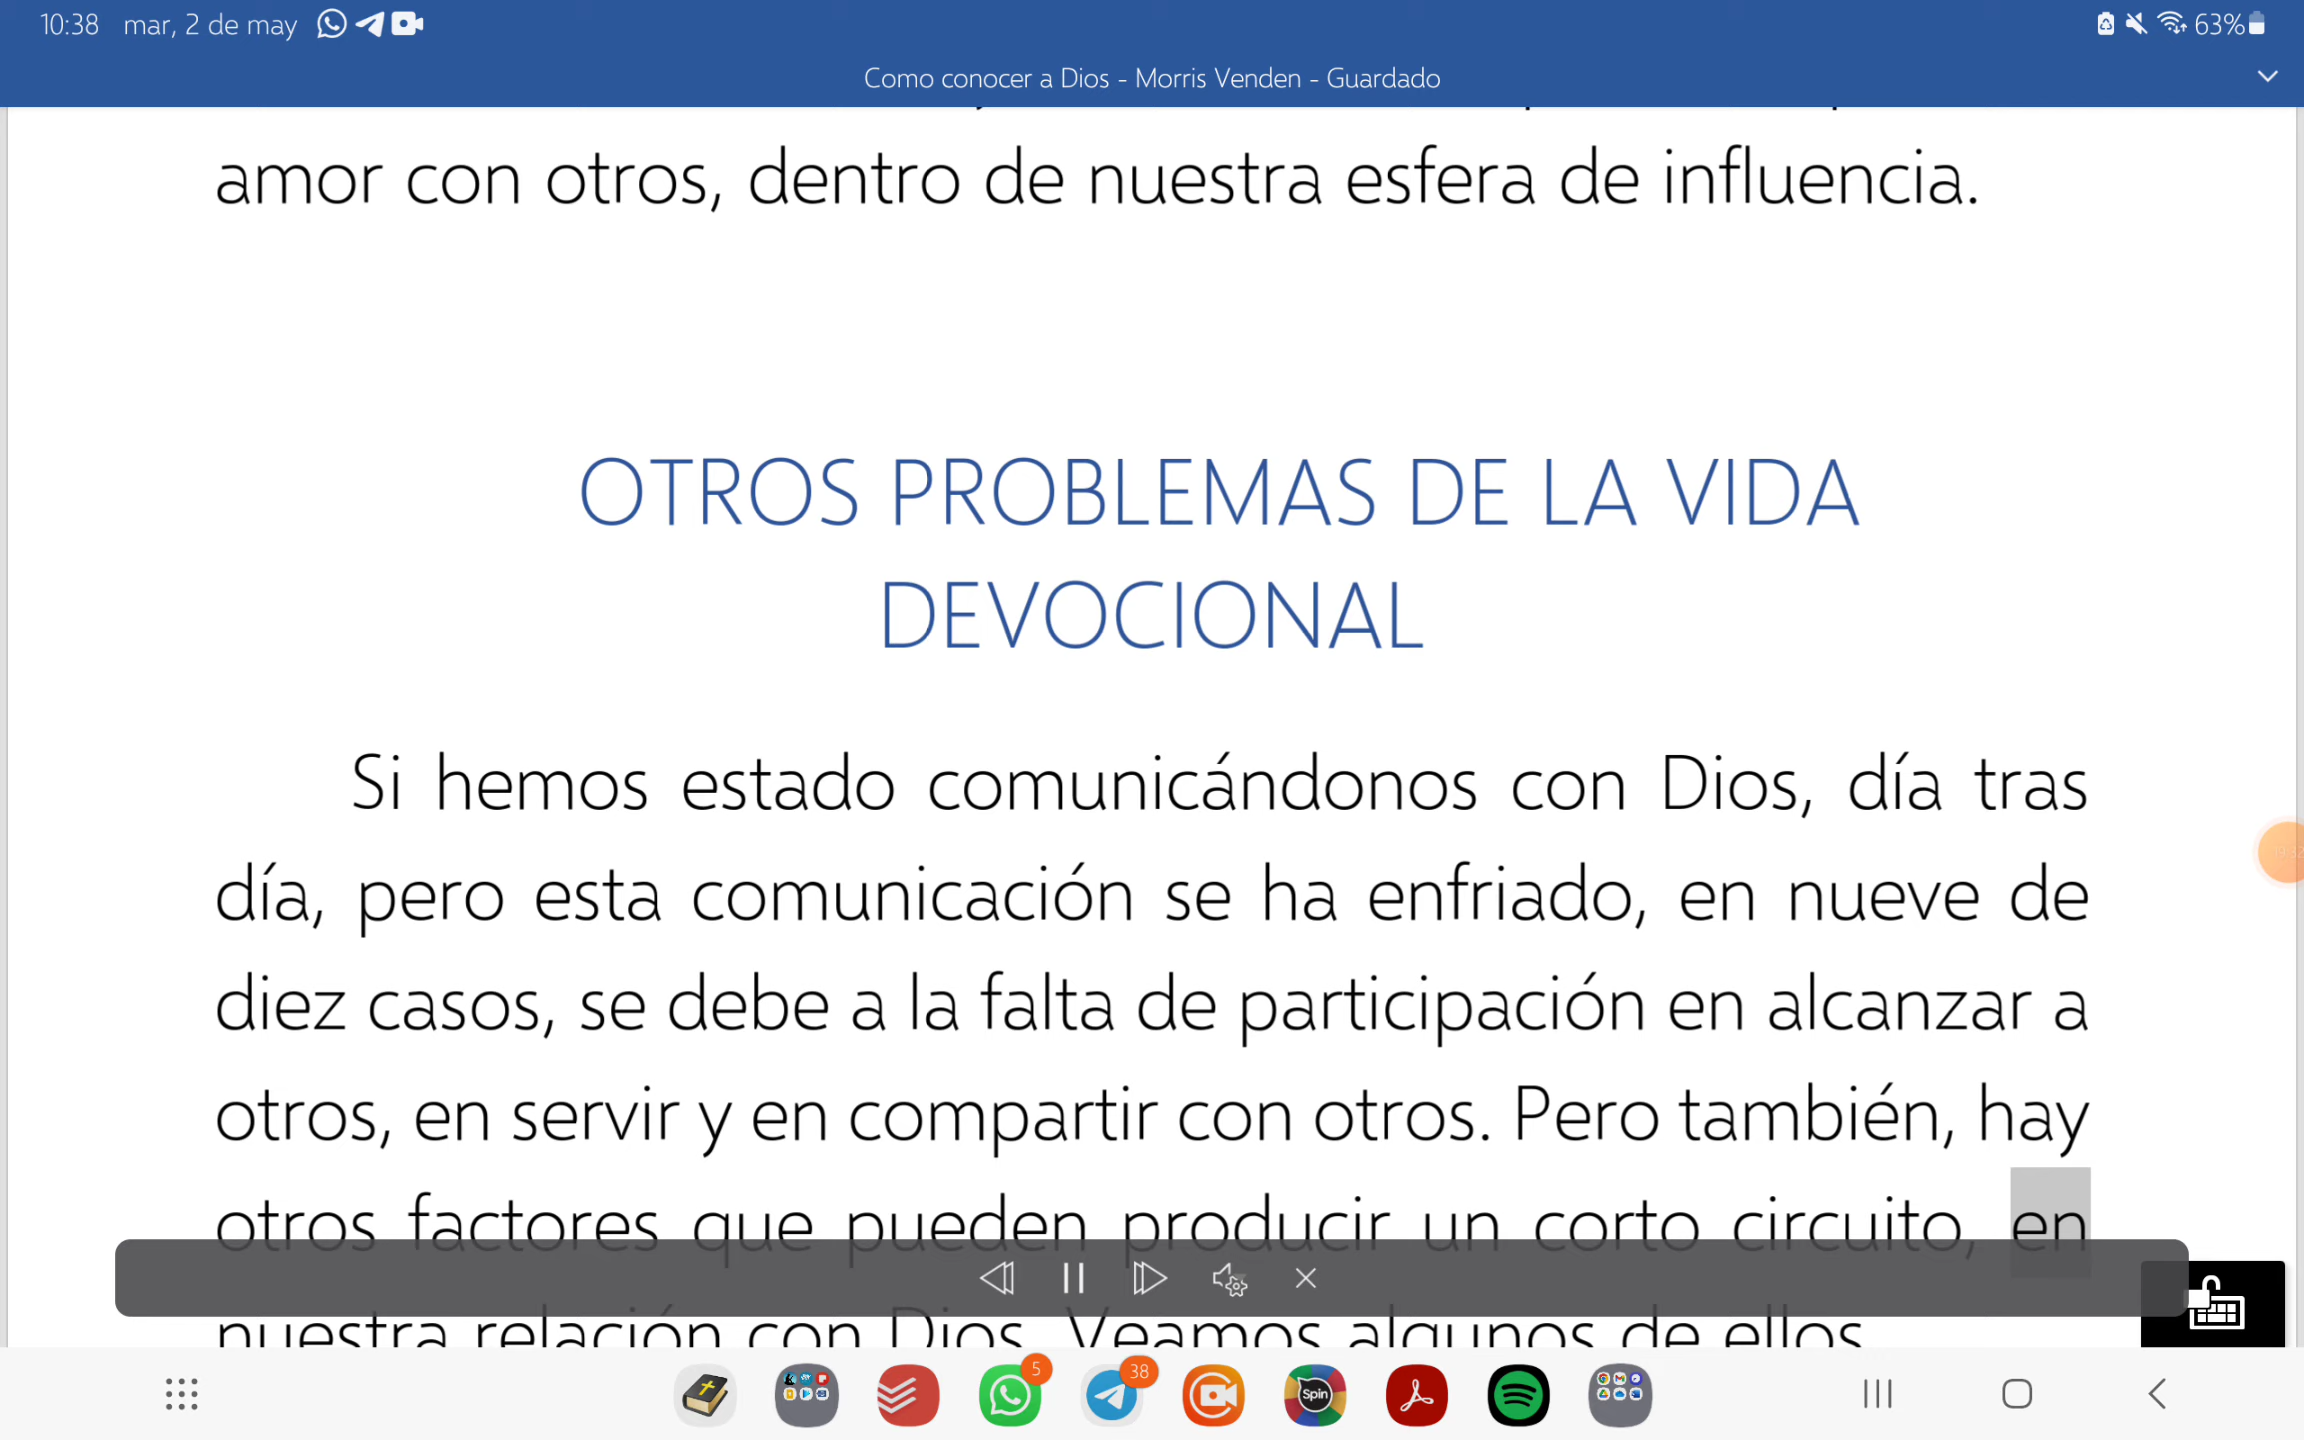 10:38 mar, 2 de may 63%
Como conocer a Dios - Morris Venden - Guardado
amor con otros, dentro de nuestra esfera de influencia.
OTROS PROBLEMAS DE LA VIDA
DEVOCIONAL
Si hemos estado comunicándonos con Dios, día tras
día, pero esta comunicación se ha enfriado, en nueve de
diez casos, se debe a la falta de participación en alcanzar a
otros, en servir y en compartir con otros. Pero también, hay
otros factores que pueden producir un corto circuito, en
nuestra relación con Dios. Veamos algunos de ellos
5
38
Spin